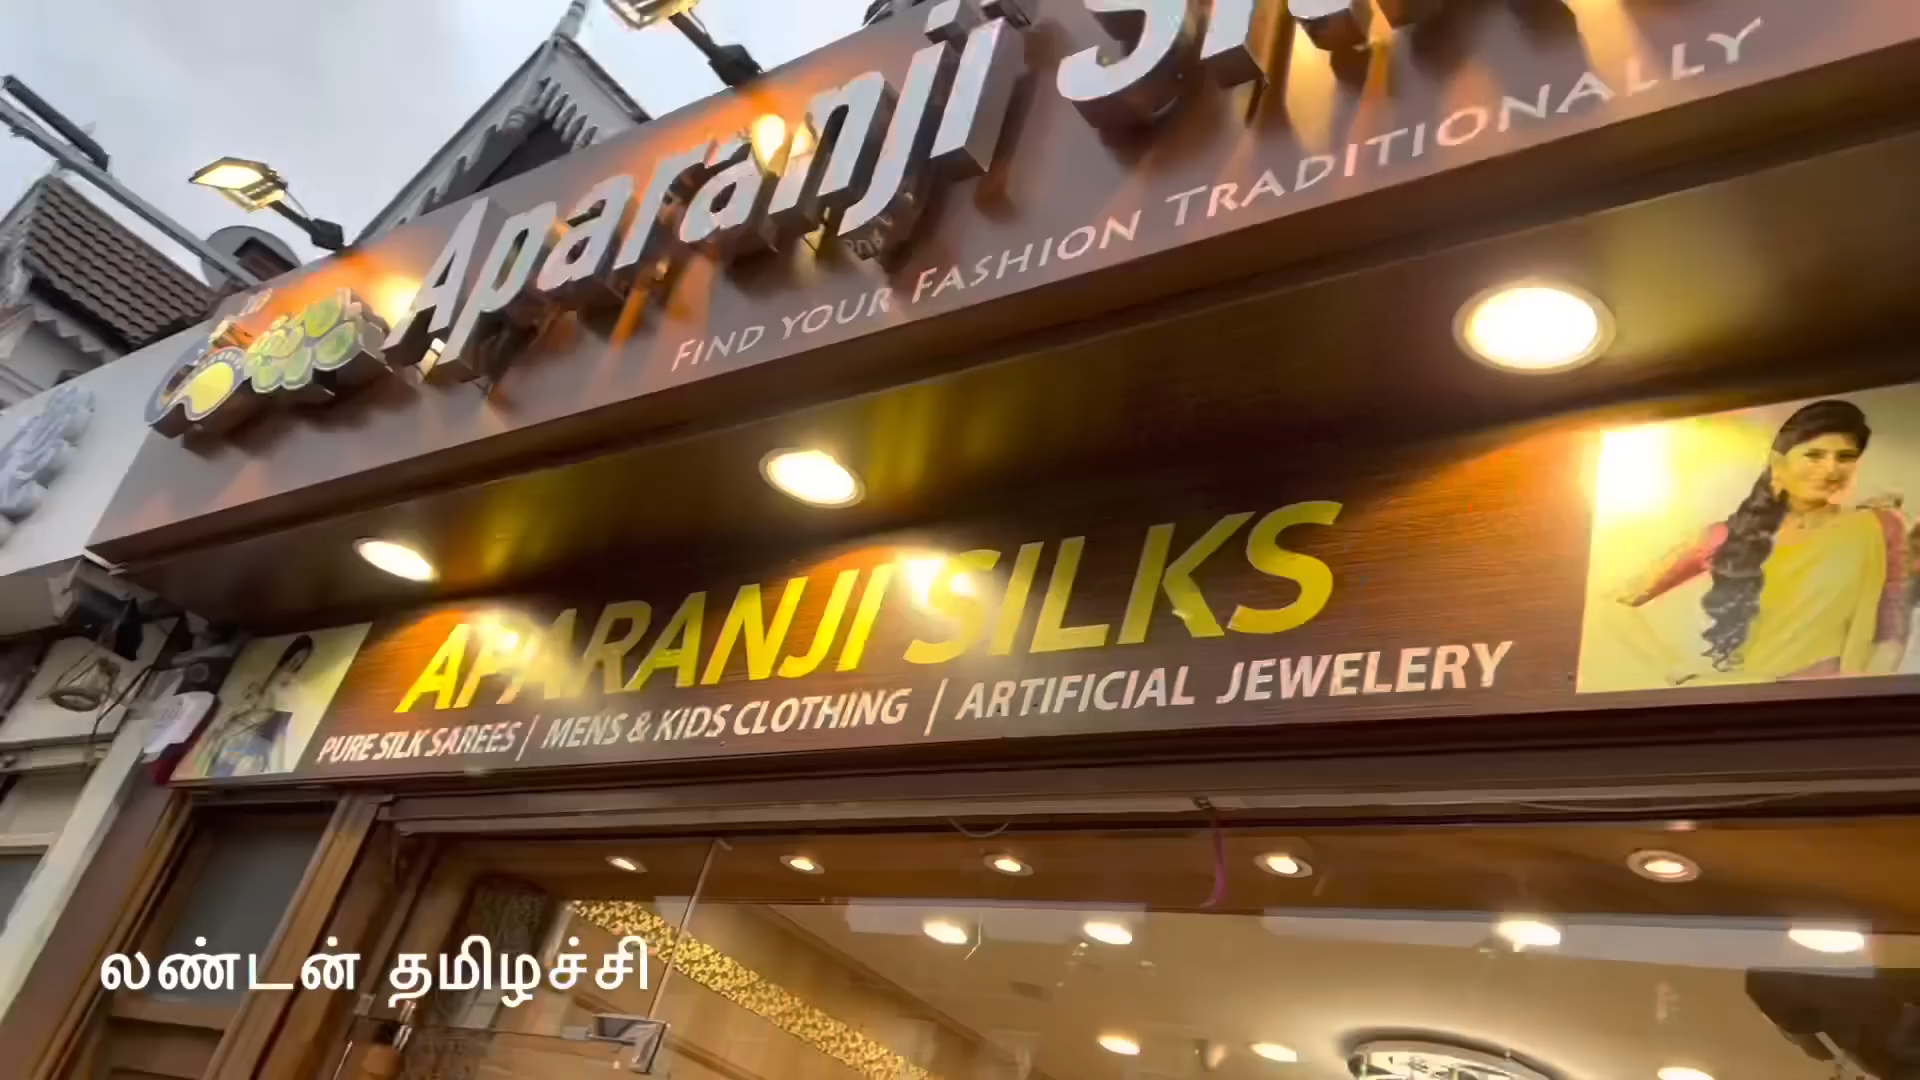 Aparanji Sil
FIND YOUR FASHION TRADITIONALLY
APARANJI SILKS
PURE SILK SAREES | MENS & KIDS CLOTHING | ARTIFICIAL JEWELERY
லண்டன் தமிழச்சி